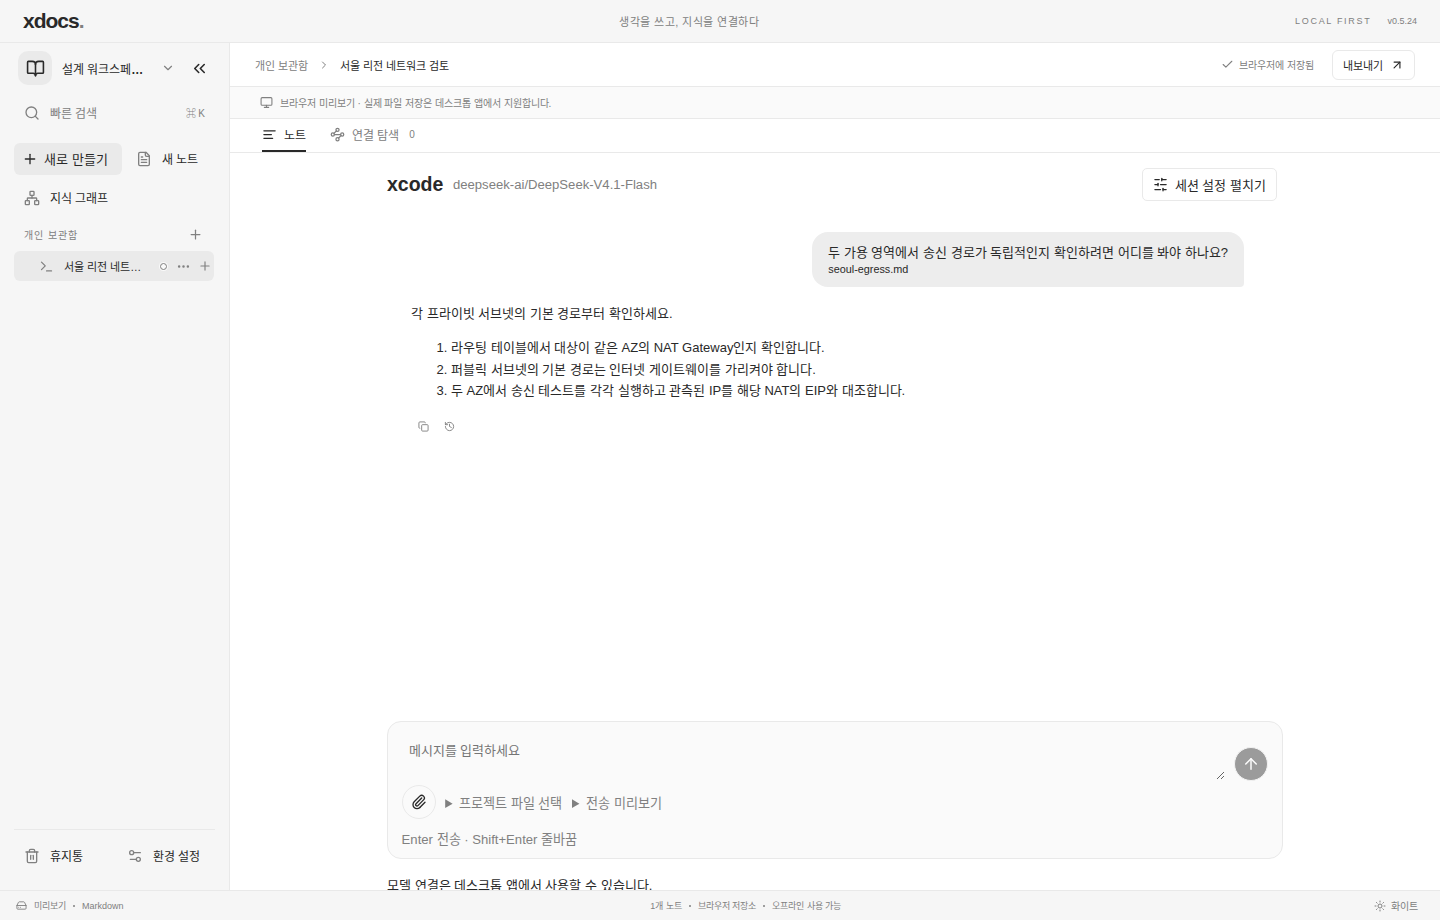 xdocs.
생각을 쓰고, 지식을 연결하다
LOCAL FIRST v0.5.24
설계 워크스페...
개인 보관함 서울 리전 네트워크 검토
브라우저에 저장됨
내보내기
빠른 검색 ⌘K
브라우저 미리보기 · 실제 파일 저장은 데스크톱 앱에서 지원합니다.
노트 연결 탐색 0
새로 만들기 새 노트
지식 그래프
개인 보관함
서울 리전 네트...
xcode deepseek-ai/DeepSeek-V4.1-Flash
세션 설정 펼치기
두 가용 영역에서 송신 경로가 독립적인지 확인하려면 어디를 봐야 하나요?
seoul-egress.md
각 프라이빗 서브넷의 기본 경로부터 확인하세요.
1. 라우팅 테이블에서 대상이 같은 AZ의 NAT Gateway인지 확인합니다.
2. 퍼블릭 서브넷의 기본 경로는 인터넷 게이트웨이를 가리켜야 합니다.
3. 두 AZ에서 송신 테스트를 각각 실행하고 관측된 IP를 해당 NAT의 EIP와 대조합니다.
메시지를 입력하세요
프로젝트 파일 선택 전송 미리보기
Enter 전송 · Shift+Enter 줄바꿈
모델 연결은 데스크톱 앱에서 사용할 수 있습니다.
휴지통 환경 설정
미리보기 • Markdown
1개 노트 • 브라우저 저장소 • 오프라인 사용 가능
화이트